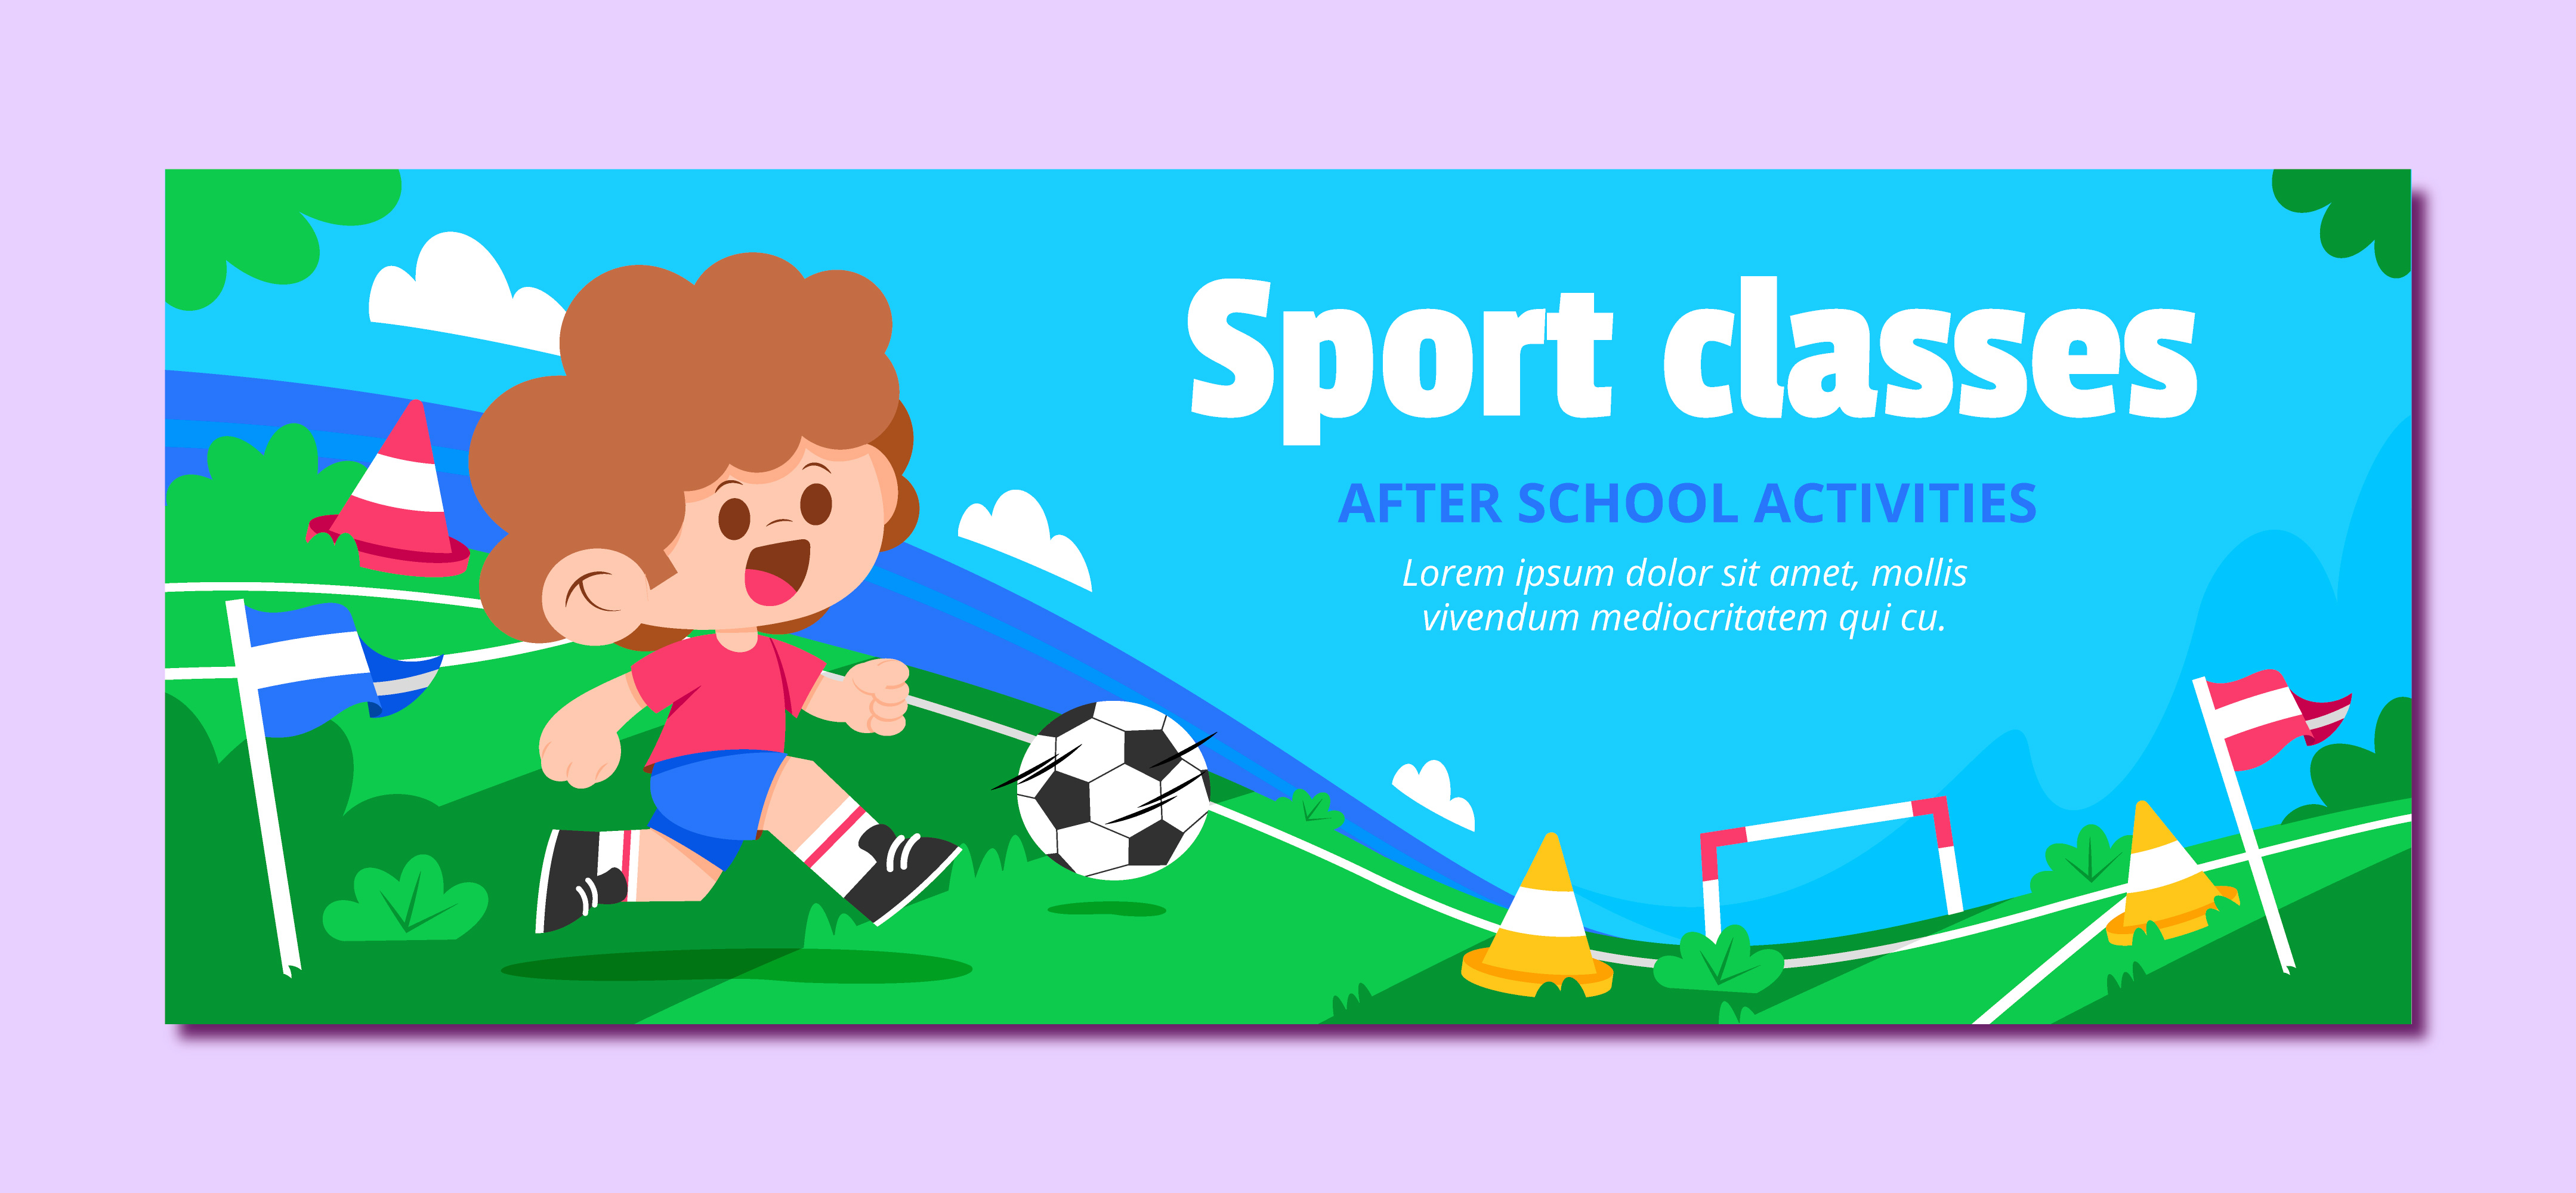 Sport classes
AFTER SCHOOL ACTIVITIES
Lorem ipsum dolor sit amet, mollis
vivendum mediocritatem qui cu.